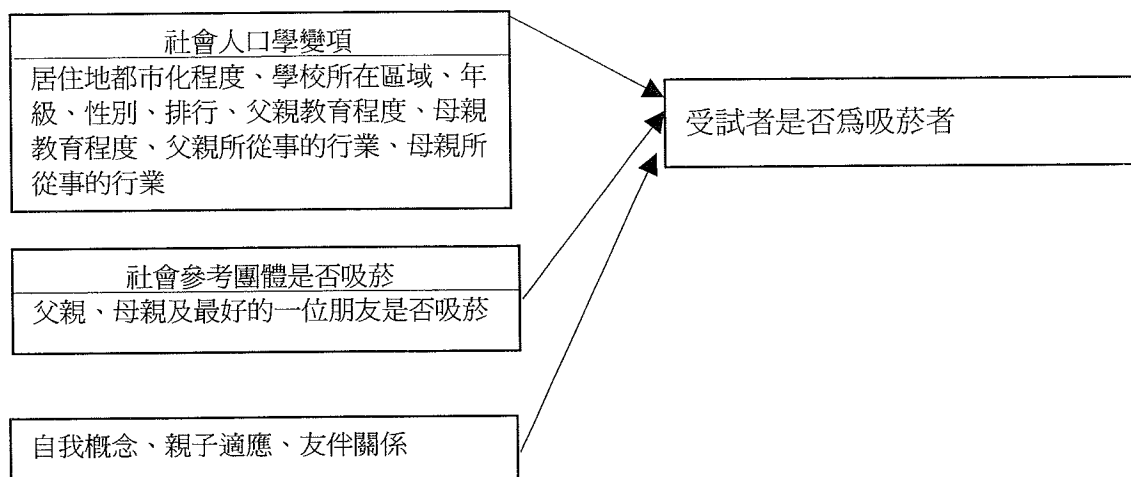 社會人口學變項
居住地都市化程度、學校所在區域、年
級、性別、排行、父親教育程度、母親
教育程度、父親所從事的行業、母親所
從事的行業
受試者是否爲吸菸者
社會參考團體是否吸菸
父親、母親及最好的一位朋友是否吸菸
自我概念、親子適應、友伴關係